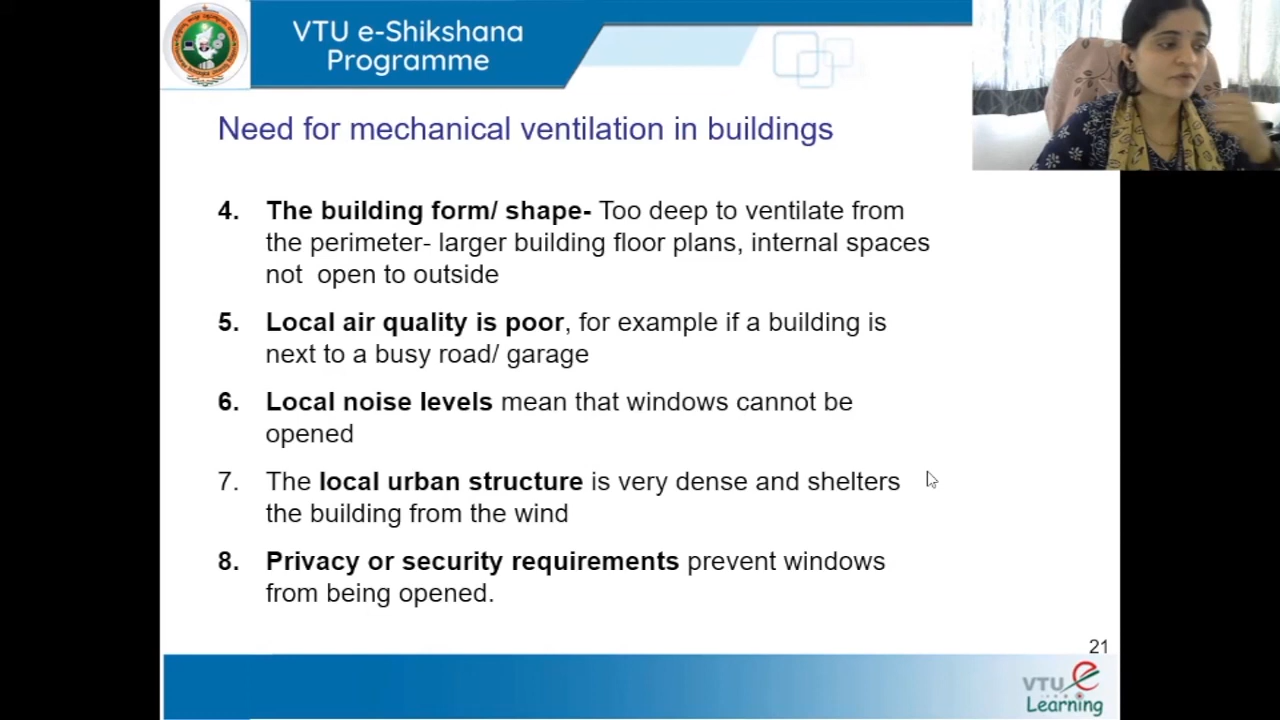 VTU e-Shikshana
Programme
Need for mechanical ventilation in buildings
4. The building form/ shape- Too deep to ventilate from
the perimeter- larger building floor plans, internal spaces
not open to outside
5. Local air quality is poor, for example if a building is
next to a busy road/ garage
6. Local noise levels mean that windows cannot be
opened
7. The local urban structure is very dense and shelters
the building from the wind
8. Privacy or security requirements prevent windows
from being opened.
21
VTU e
Learning